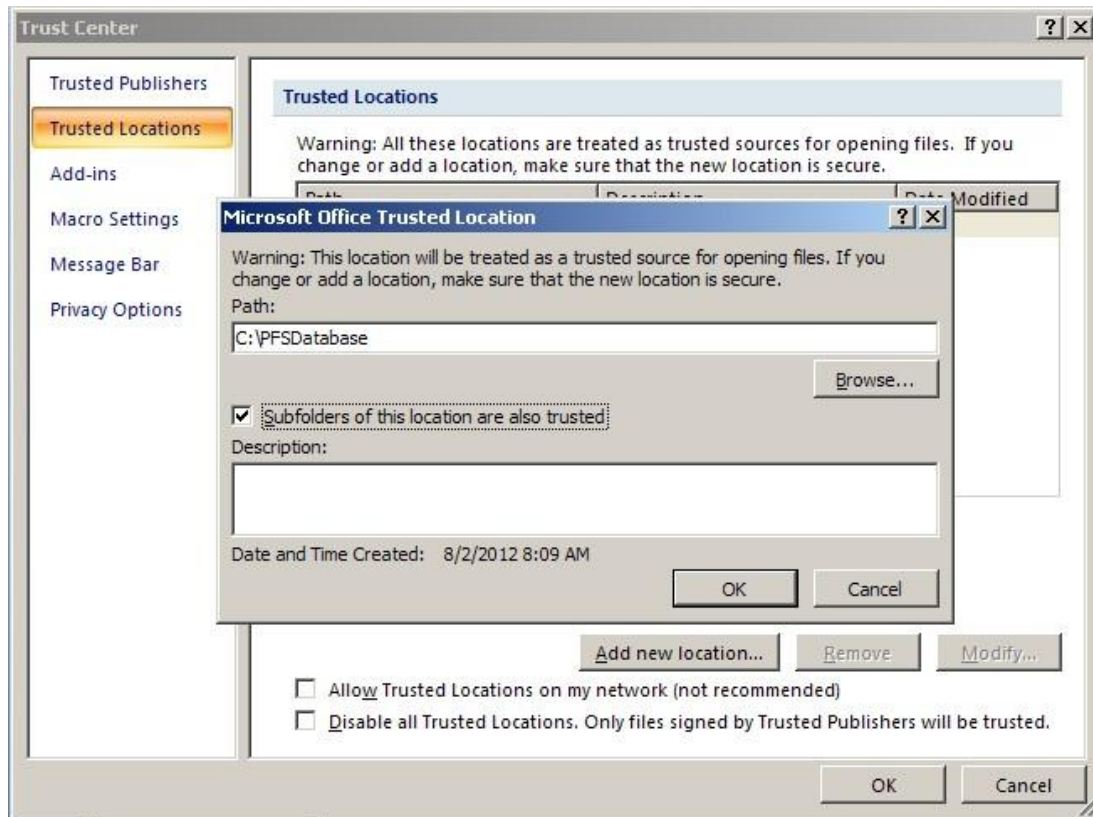 Trust Center
Trusted Publishers
Trusted Locations
Add-ins
Macro Settings
Message Bar
Privacy Options
Trusted Locations
Warning: All these locations are treated as trusted sources for opening files. If you
change or add a location, make sure that the new location is secure.
Path Description Date Modified
Microsoft Office Trusted Location
Warning: This location will be treated as a trusted source for opening files. If you
change or add a location, make sure that the new location is secure.
Path:
C:\PFSDatabase
Browse...
Subfolders of this location are also trusted
Description:
Date and Time Created: 8/2/2012 8:09 AM
OK Cancel
Add new location... Remove Modify...
Allow Trusted Locations on my network (not recommended)
Disable all Trusted Locations. Only files signed by Trusted Publishers will be trusted.
OK Cancel